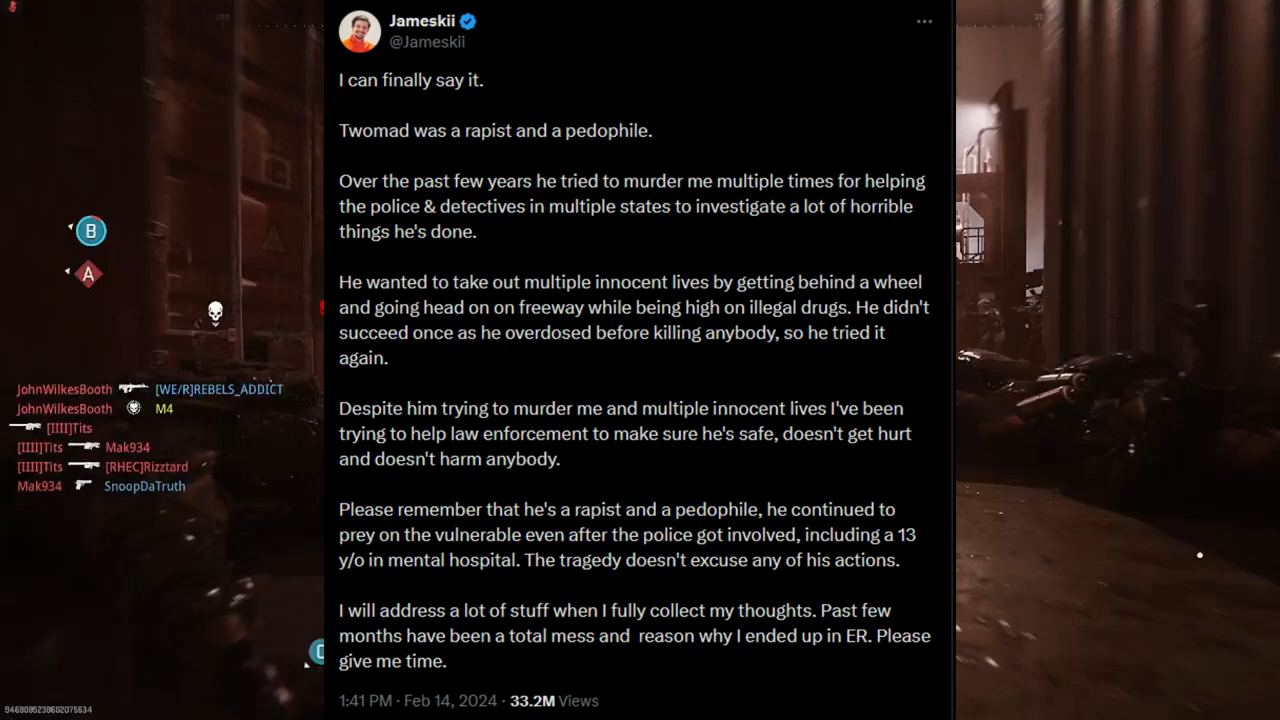 Jameskii
@Jameskii
I can finally say it.
Twomad was a rapist and a pedophile.
Over the past few years he tried to murder me multiple times for helping
the police & detectives in multiple states to investigate a lot of horrible
things he's done.
He wanted to take out multiple innocent lives by getting behind a wheel
and going head on on freeway while being high on illegal drugs. He didn't
succeed once as he overdosed before killing anybody, so he tried it
again.
Despite him trying to murder me and multiple innocent lives I've been
trying to help law enforcement to make sure he's safe, doesn't get hurt
and doesn't harm anybody.
Please remember that he's a rapist and a pedophile, he continued to
prey on the vulnerable even after the police got involved, including a 13
y/o in mental hospital. The tragedy doesn't excuse any of his actions.
I will address a lot of stuff when I fully collect my thoughts. Past few
months have been a total mess and  reason why I ended up in ER. Please
give me time.
1:41 PM · Feb 14, 2024 · 33.2M Views
B
A
JohnWilkesBooth [WE/R]REBELS_ADDICT
JohnWilkesBooth M4
[IIII]Tits
[IIII]Tits Mak934
[IIII]Tits [RHEC]Rizztard
Mak934 SnoopDaTruth